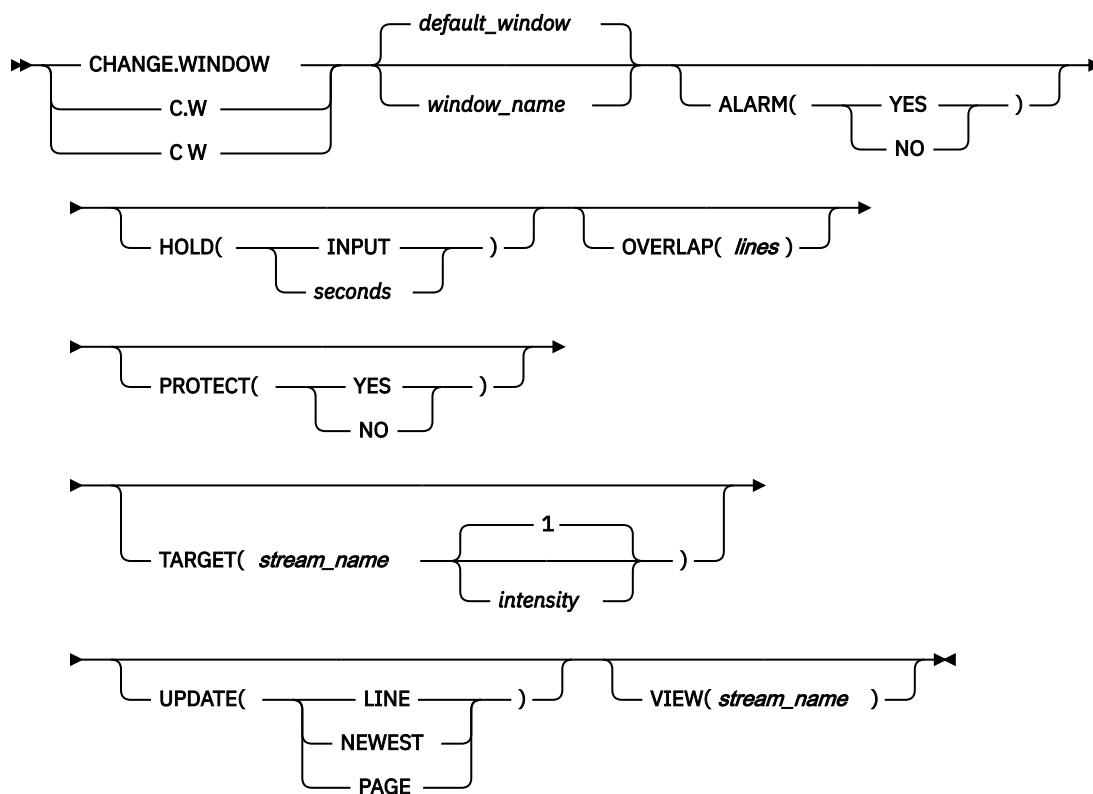 default_window
CHANGE.WINDOW
C.W
C W
window_name
ALARM( YES )
NO
HOLD( INPUT )
seconds
OVERLAP( lines )
PROTECT( YES )
NO
1
TARGET( stream_name )
intensity
UPDATE( LINE )
NEWEST
PAGE
VIEW( stream_name )